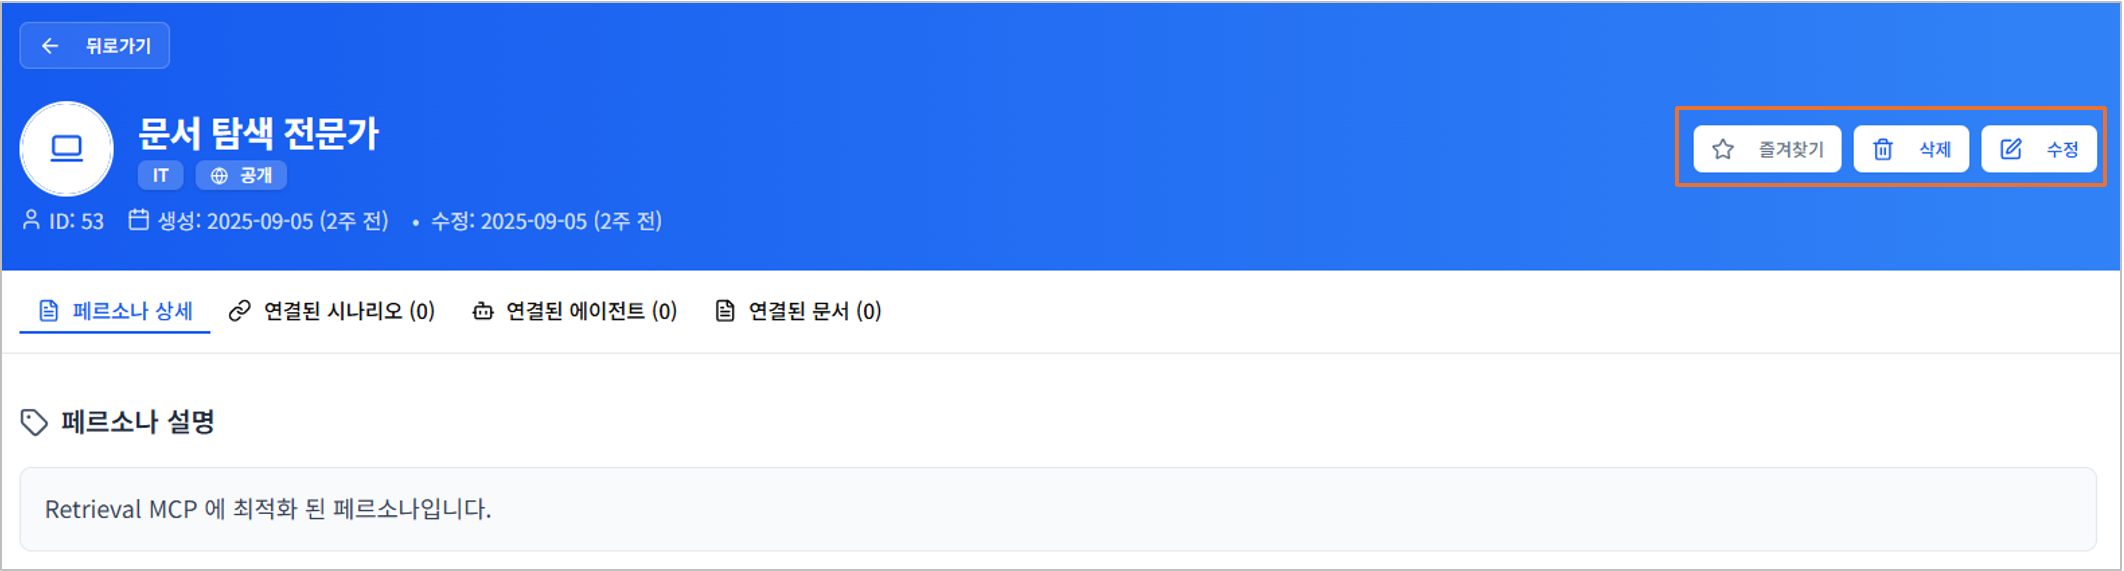 뒤로가기
문서 탐색 전문가
즐겨찾기 삭제 수정
IT 공개
ID: 53 생성: 2025-09-05 (2주 전) • 수정: 2025-09-05 (2주 전)
페르소나 상세 연결된 시나리오 (0) 연결된 에이전트 (0) 연결된 문서 (0)
페르소나 설명
Retrieval MCP 에 최적화 된 페르소나입니다.